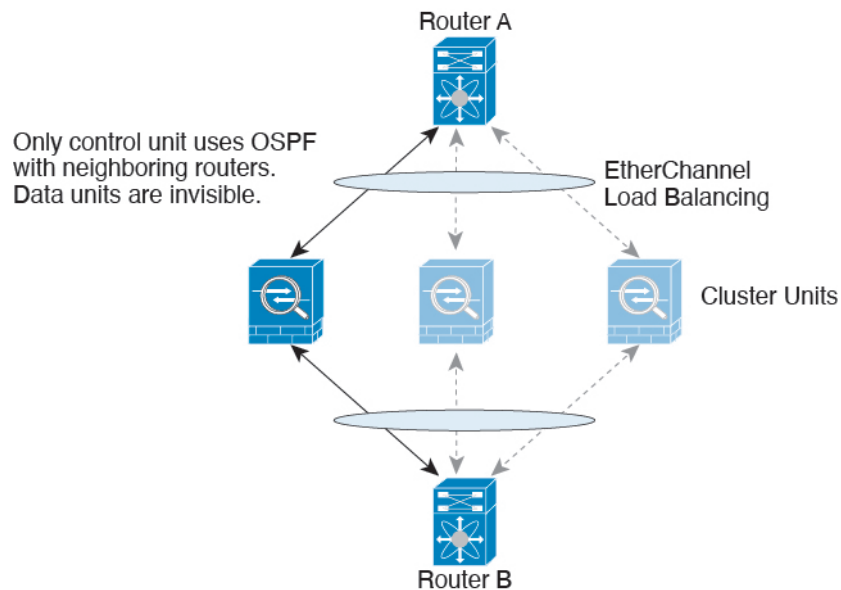 Router A
Only control unit uses OSPF
with neighboring routers.
Data units are invisible.
EtherChannel
Load Balancing
Cluster Units
Router B